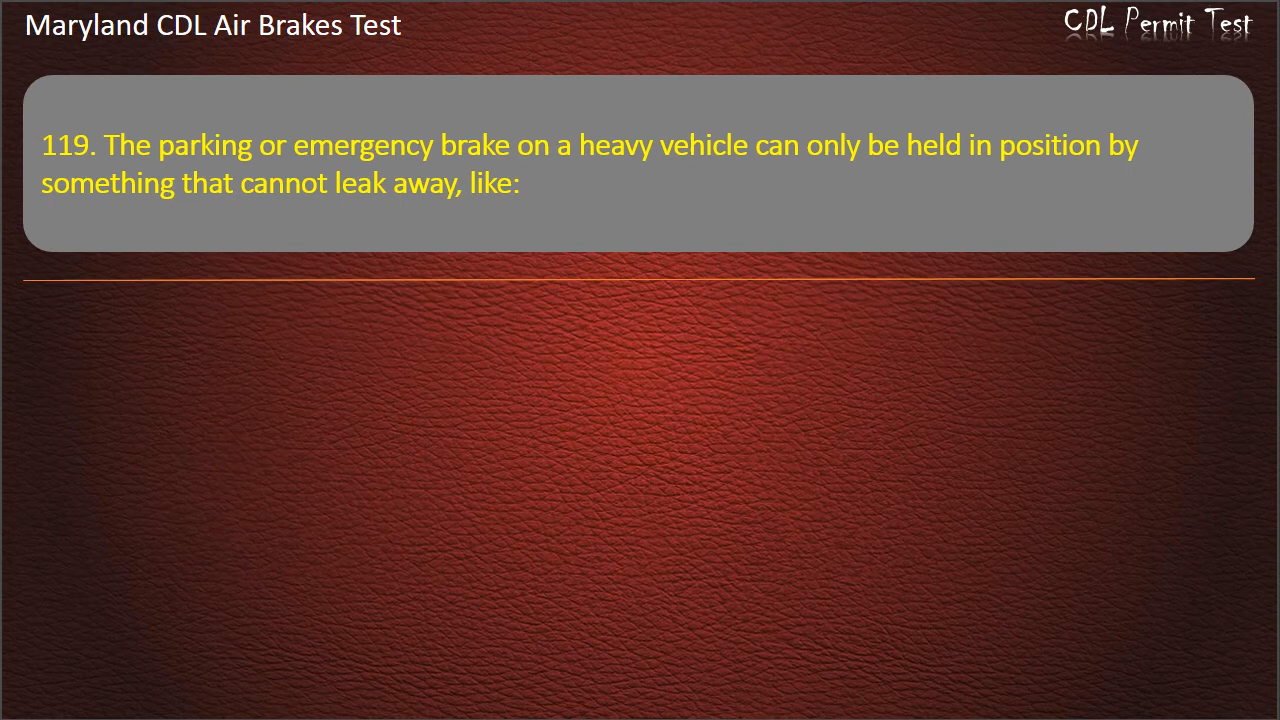 Maryland CDL Air Brakes Test
CDL Permit Test
119. The parking or emergency brake on a heavy vehicle can only be held in position by
something that cannot leak away, like: